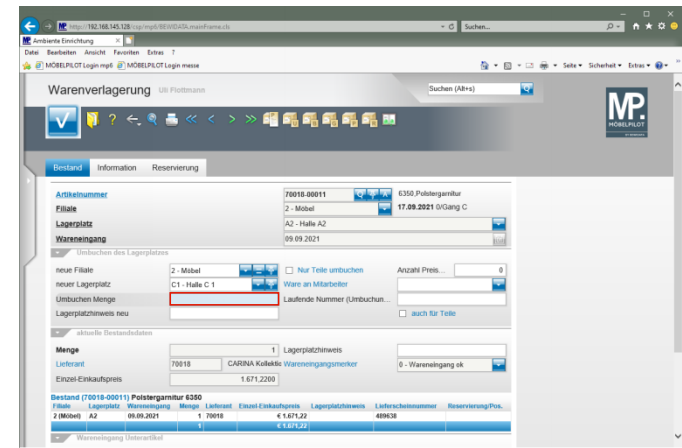 http://192.168.145.128/csp/mp6/BEWIDATA.mainFrame.cls
Suchen...
Ambiente Einrichtung
Datei Bearbeiten Ansicht Favoriten Extras ?
MÖBELPILOT Login mp6 MÖBELPILOT Login messe
Seite Sicherheit Extras
Warenverlagerung Uli Flottmann
Suchen (Alt+s)
MP.
MÖBELPILOT
Bestand Information Reservierung
Artikelnummer 70018-00011 6350,Polstergarnitur
Filiale 2 - Möbel 17.09.2021 0/Gang C
Lagerplatz A2 - Halle A2
Wareneingang 09.09.2021
Umbuchen des Lagerplatzes
neue Filiale 2 - Möbel Nur Teile umbuchen Anzahl Preis... 0
neuer Lagerplatz C1 - Halle C 1 Ware an Mitarbeiter
Umbuchen Menge Laufende Nummer (Umbuchun...
Lagerplatzhinweis neu auch für Teile
aktuelle Bestandsdaten
Menge 1 Lagerplatzhinweis
Lieferant 70018 CARINA Kollektic Wareneingangsmerker 0 - Wareneingang ok
Einzel-Einkaufspreis 1.671,2200
Bestand (70018-00011) Polstergarnitur 6350
Filiale Lagerplatz Wareneingang Menge Lieferant Einzel-Einkaufspreis Lagerplatzhinweis Lieferscheinnummer Reservierung/Pos.
2 (Möbel) A2 09.09.2021 1 70018 € 1.671,22 489638
1 € 1.671,22
Wareneingang Unterartikel